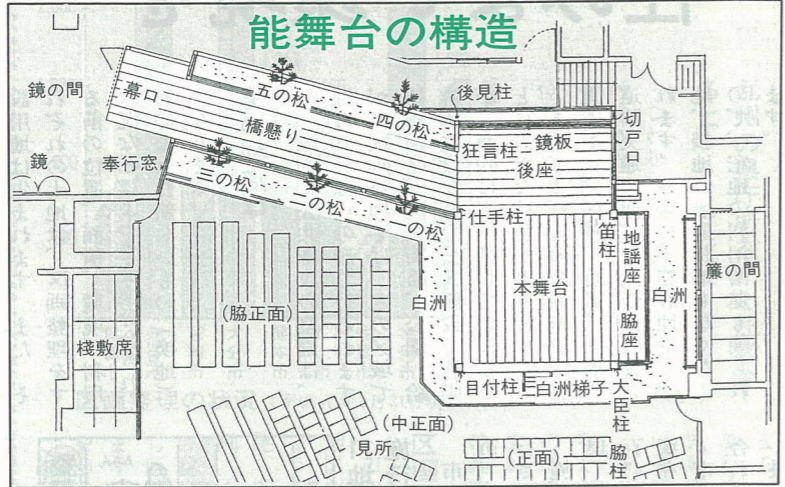 能舞台の構造
鏡の間
幕口
五の松
四の松
後見柱
切戸口
橋懸り
狂言柱
鏡板
後座
鏡
奉行窓
三の松
二の松
一の松
仕手柱
笛柱
地謡座
簾の間
本舞台
白洲
白洲
(脇正面)
脇座
桟敷席
目付柱
白洲梯子
大臣柱
(中正面)
見所
(正面)
脇柱